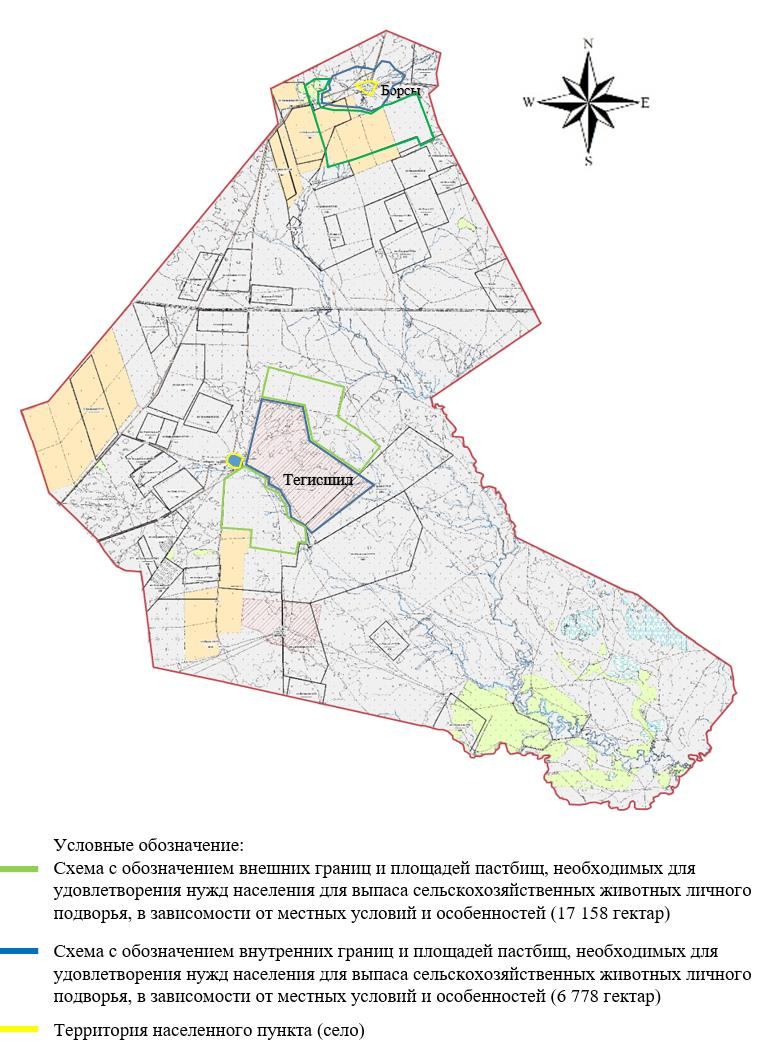 N
W
E
S
Борсы
Тегисшил
Условные обозначение:
Схема с обозначением внешних границ и площадей пастбищ, необходимых для
удовлетворения нужд населения для выпаса сельскохозяйственных животных личного
подворья, в зависимости от местных условий и особенностей (17 158 гектар)
Схема с обозначением внутренних границ и площадей пастбищ, необходимых для
удовлетворения нужд населения для выпаса сельскохозяйственных животных личного
подворья, в зависимости от местных условий и особенностей (6 778 гектар)
Территория населенного пункта (село)